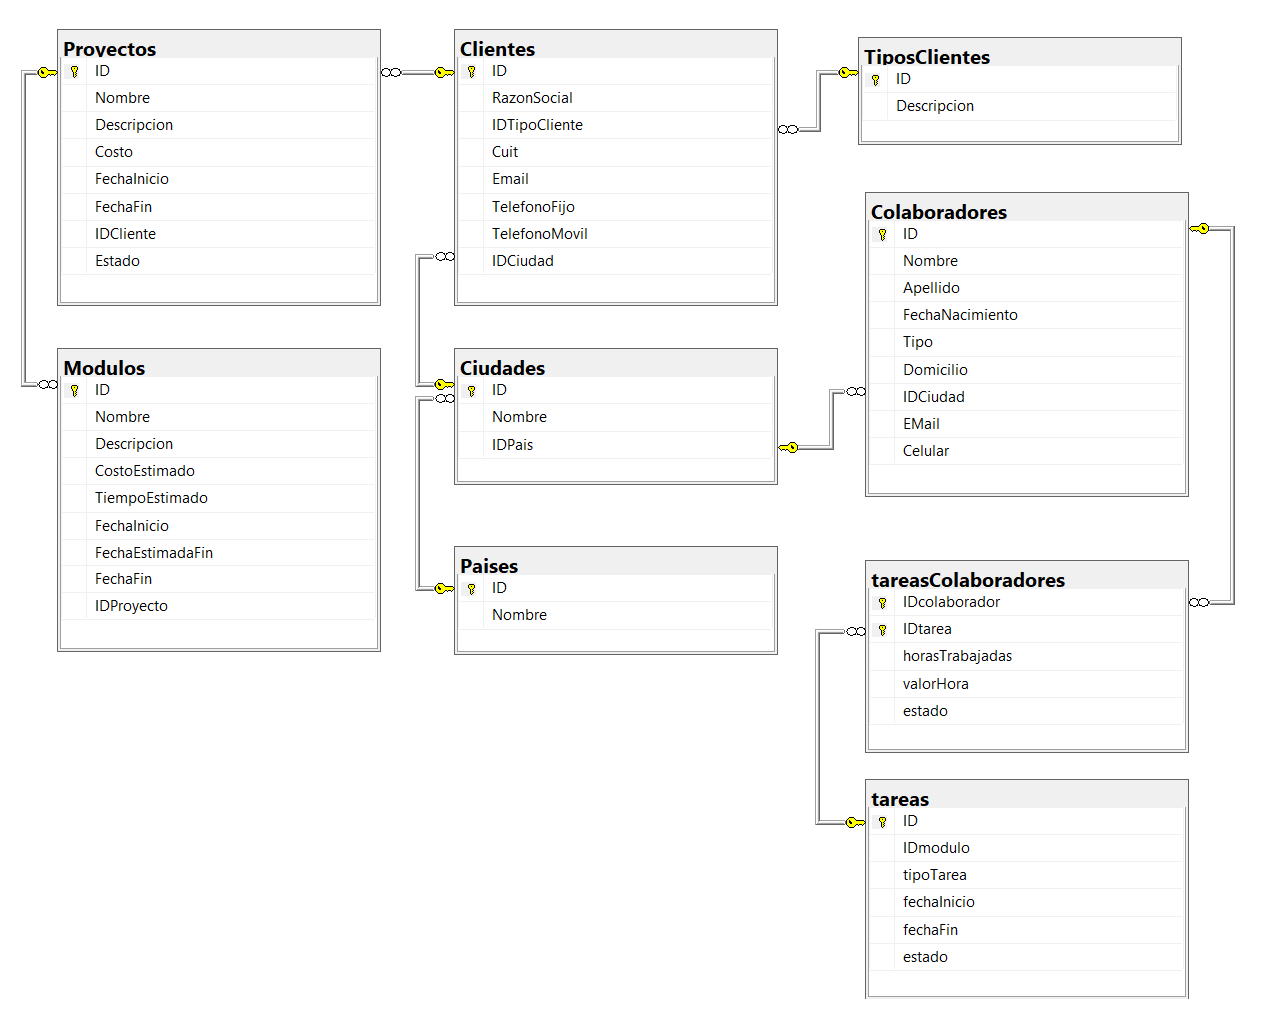 Proyectos
ID
Nombre
Descripcion
Costo
FechaInicio
FechaFin
IDCliente
Estado
Clientes
ID
RazonSocial
IDTipoCliente
Cuit
Email
TelefonoFijo
TelefonoMovil
IDCiudad
TiposClientes
ID
Descripcion
Colaboradores
ID
Nombre
Apellido
FechaNacimiento
Tipo
Domicilio
IDCiudad
EMail
Celular
Modulos
ID
Nombre
Descripcion
CostoEstimado
TiempoEstimado
FechaInicio
FechaEstimadaFin
FechaFin
IDProyecto
Ciudades
ID
Nombre
IDPais
Paises
ID
Nombre
tareasColaboradores
IDcolaborador
IDtarea
horasTrabajadas
valorHora
estado
tareas
ID
IDmodulo
tipoTarea
fechaInicio
fechaFin
estado